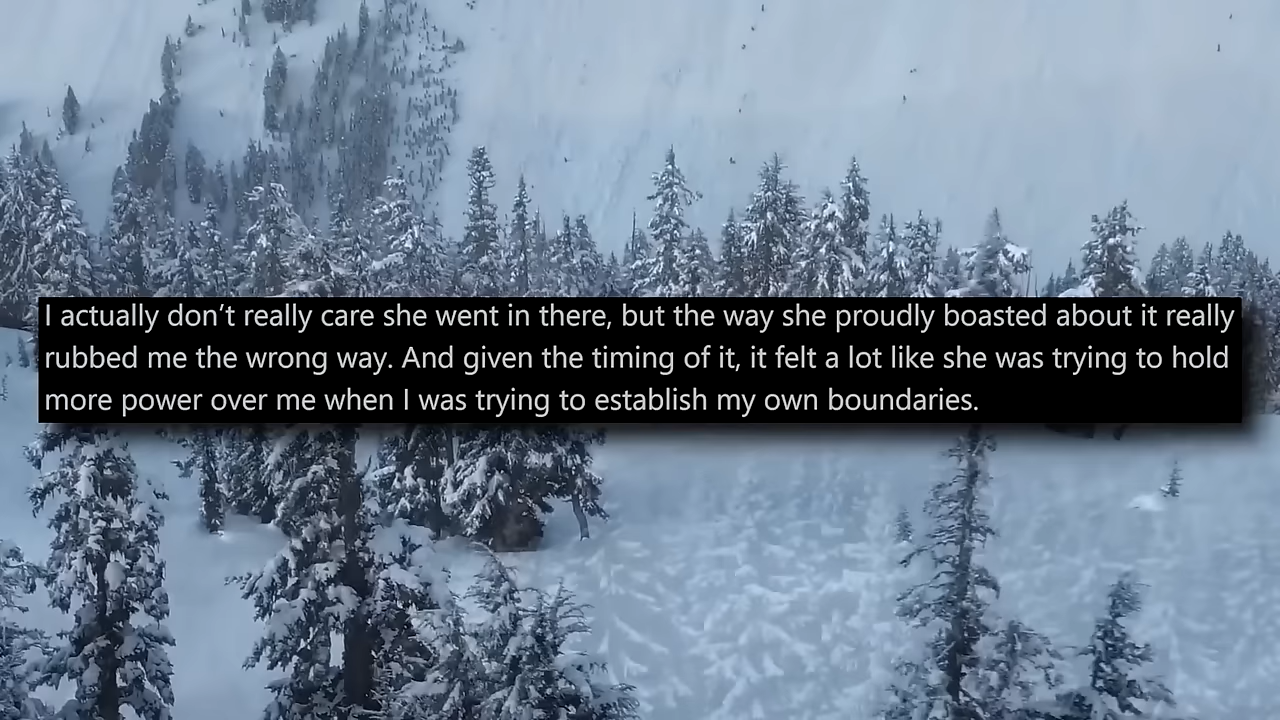 I actually don’t really care she went in there, but the way she proudly boasted about it really
rubbed me the wrong way. And given the timing of it, it felt a lot like she was trying to hold
more power over me when I was trying to establish my own boundaries.